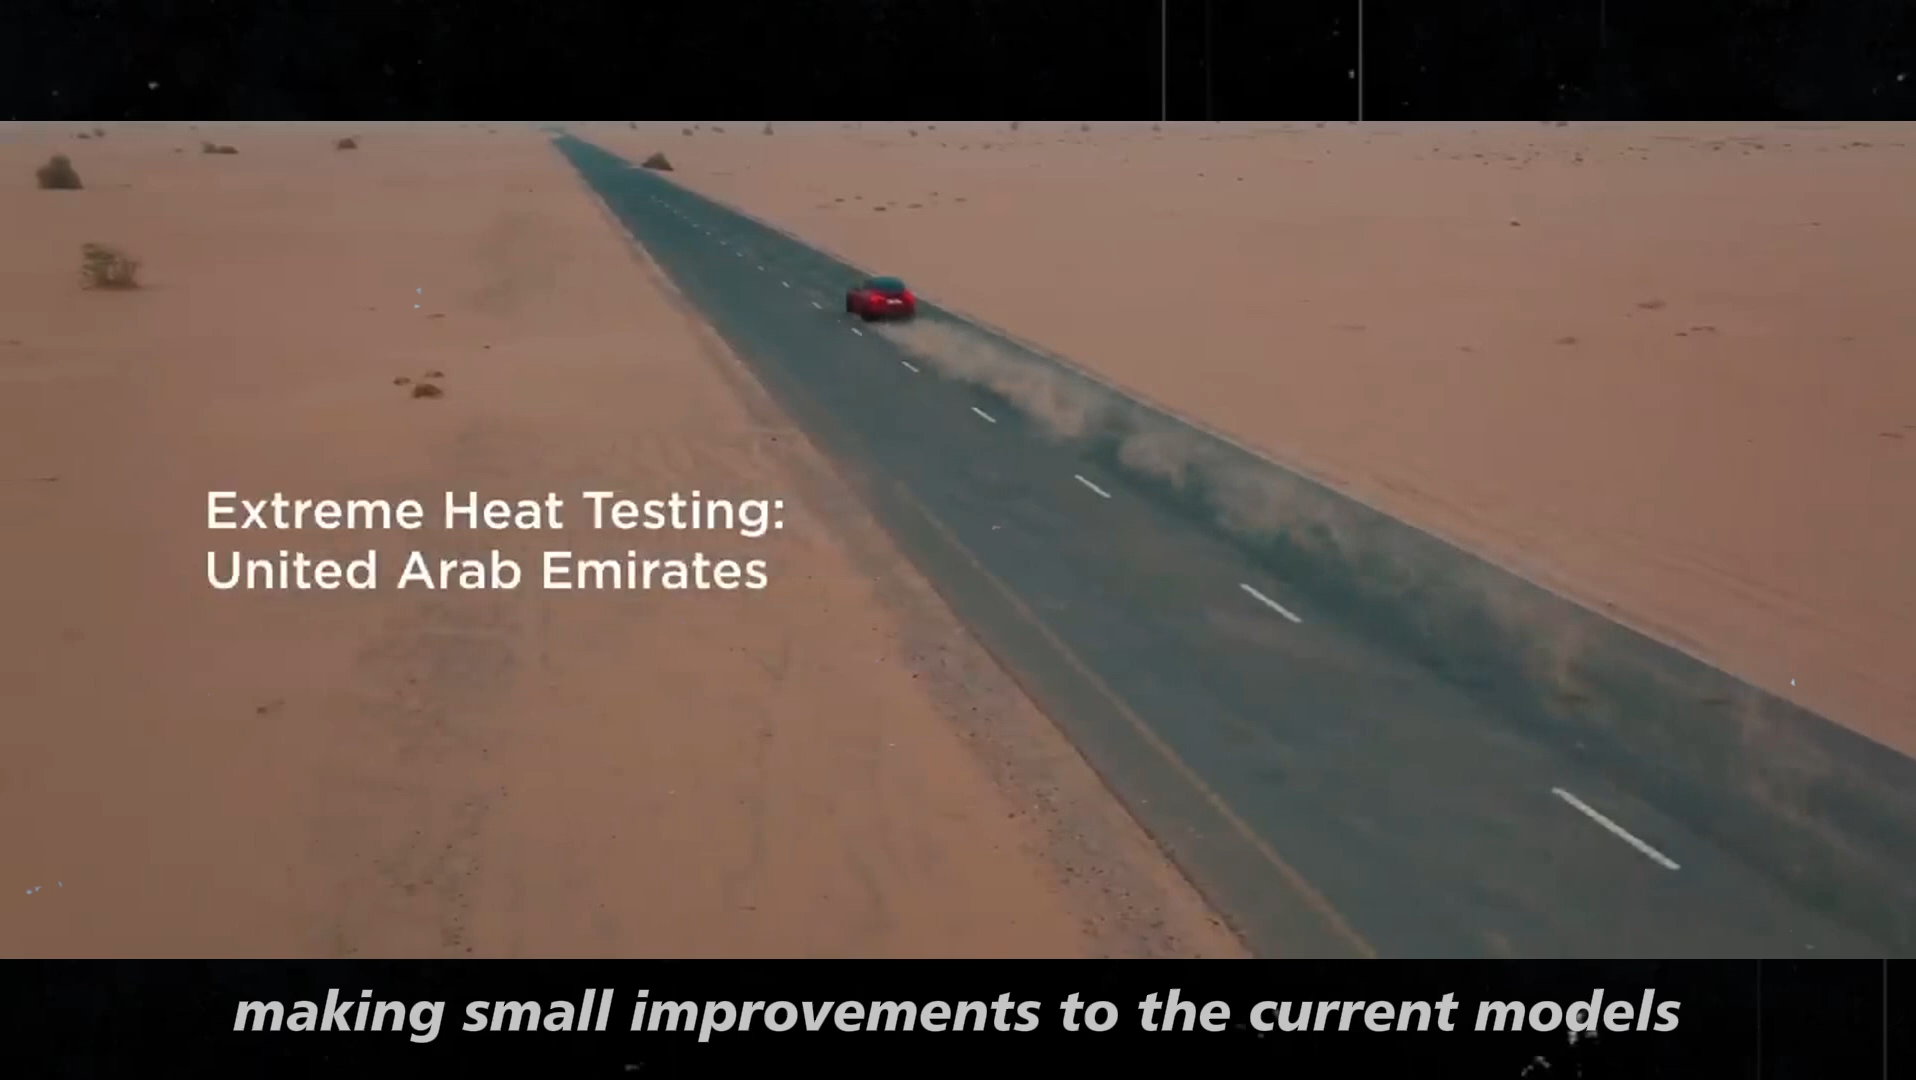 Extreme Heat Testing:
United Arab Emirates
making small improvements to the current models